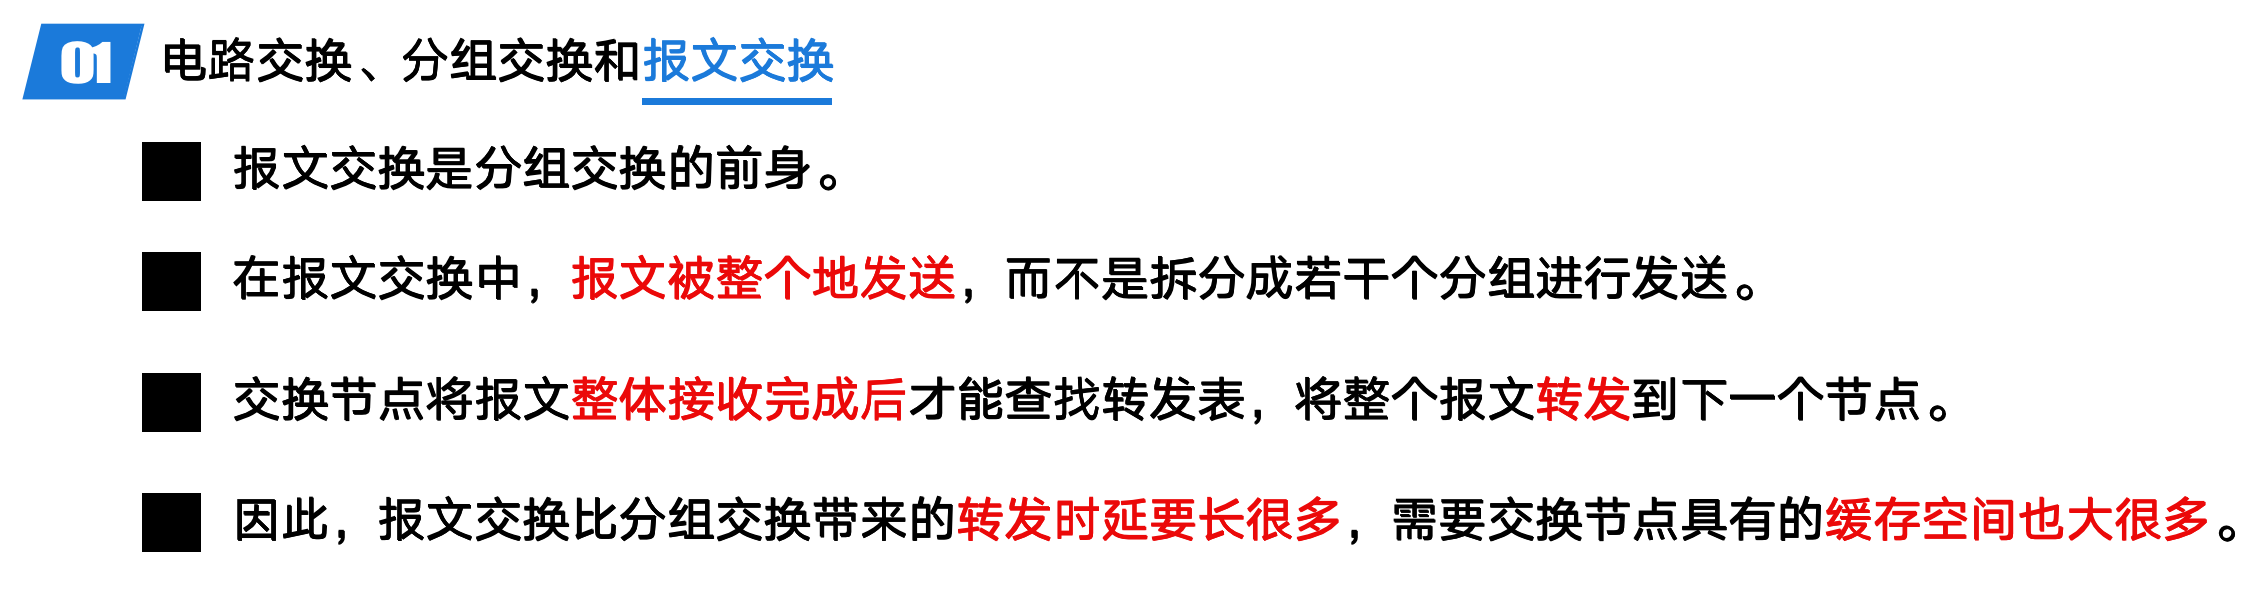 01 电路交换、分组交换和报文交换
报文交换是分组交换的前身。
在报文交换中，报文被整个地发送，而不是拆分成若干个分组进行发送。
交换节点将报文整体接收完成后才能查找转发表，将整个报文转发到下一个节点。
因此，报文交换比分组交换带来的转发时延要长很多，需要交换节点具有的缓存空间也大很多。